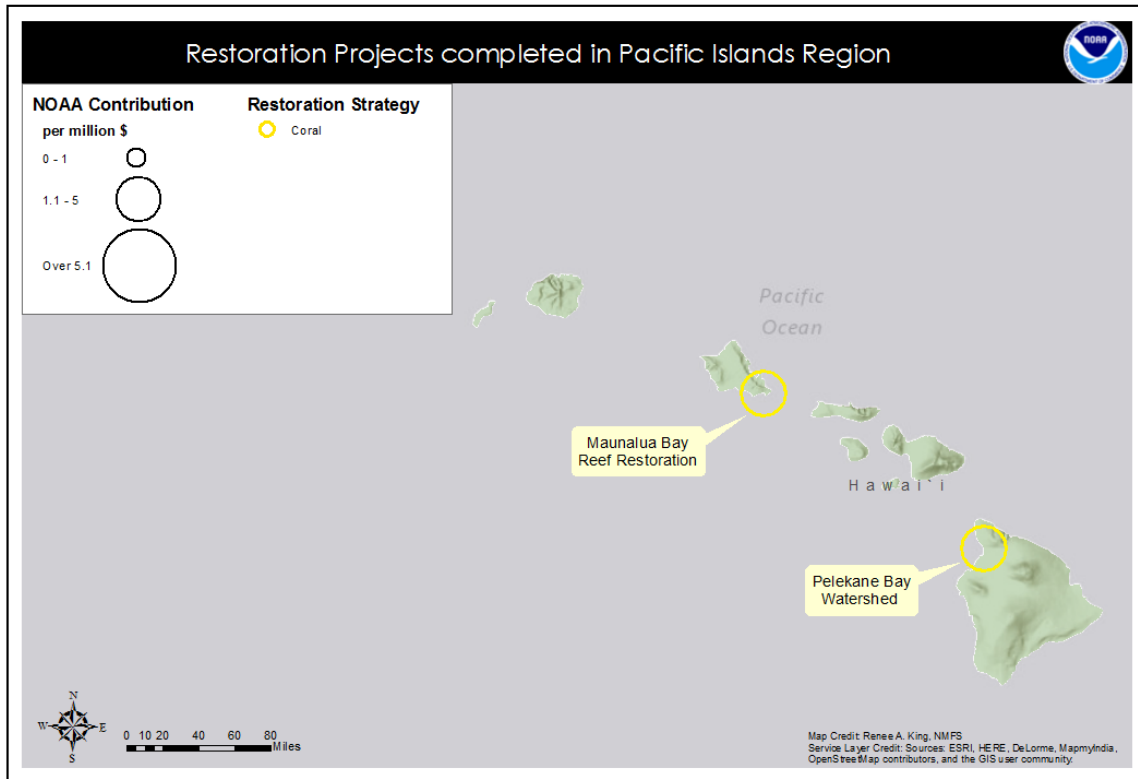 Restoration Projects completed in Pacific Islands Region
NOAA
NOAA Contribution
per million $
0 - 1
1.1 - 5
Over 5.1
Restoration Strategy
Coral
Pacific
Ocean
Maunalua Bay
Reef Restoration
Hawai`i
Pelekane Bay
Watershed
N
W
E
S
0 10 20 40 60 80
Miles
Map Credit: Renee A. King, NMFS
Service Layer Credit: Sources: ESRI, HERE, DeLorme, MapmyIndia,
OpenStreetMap contributors, and the GIS user community.